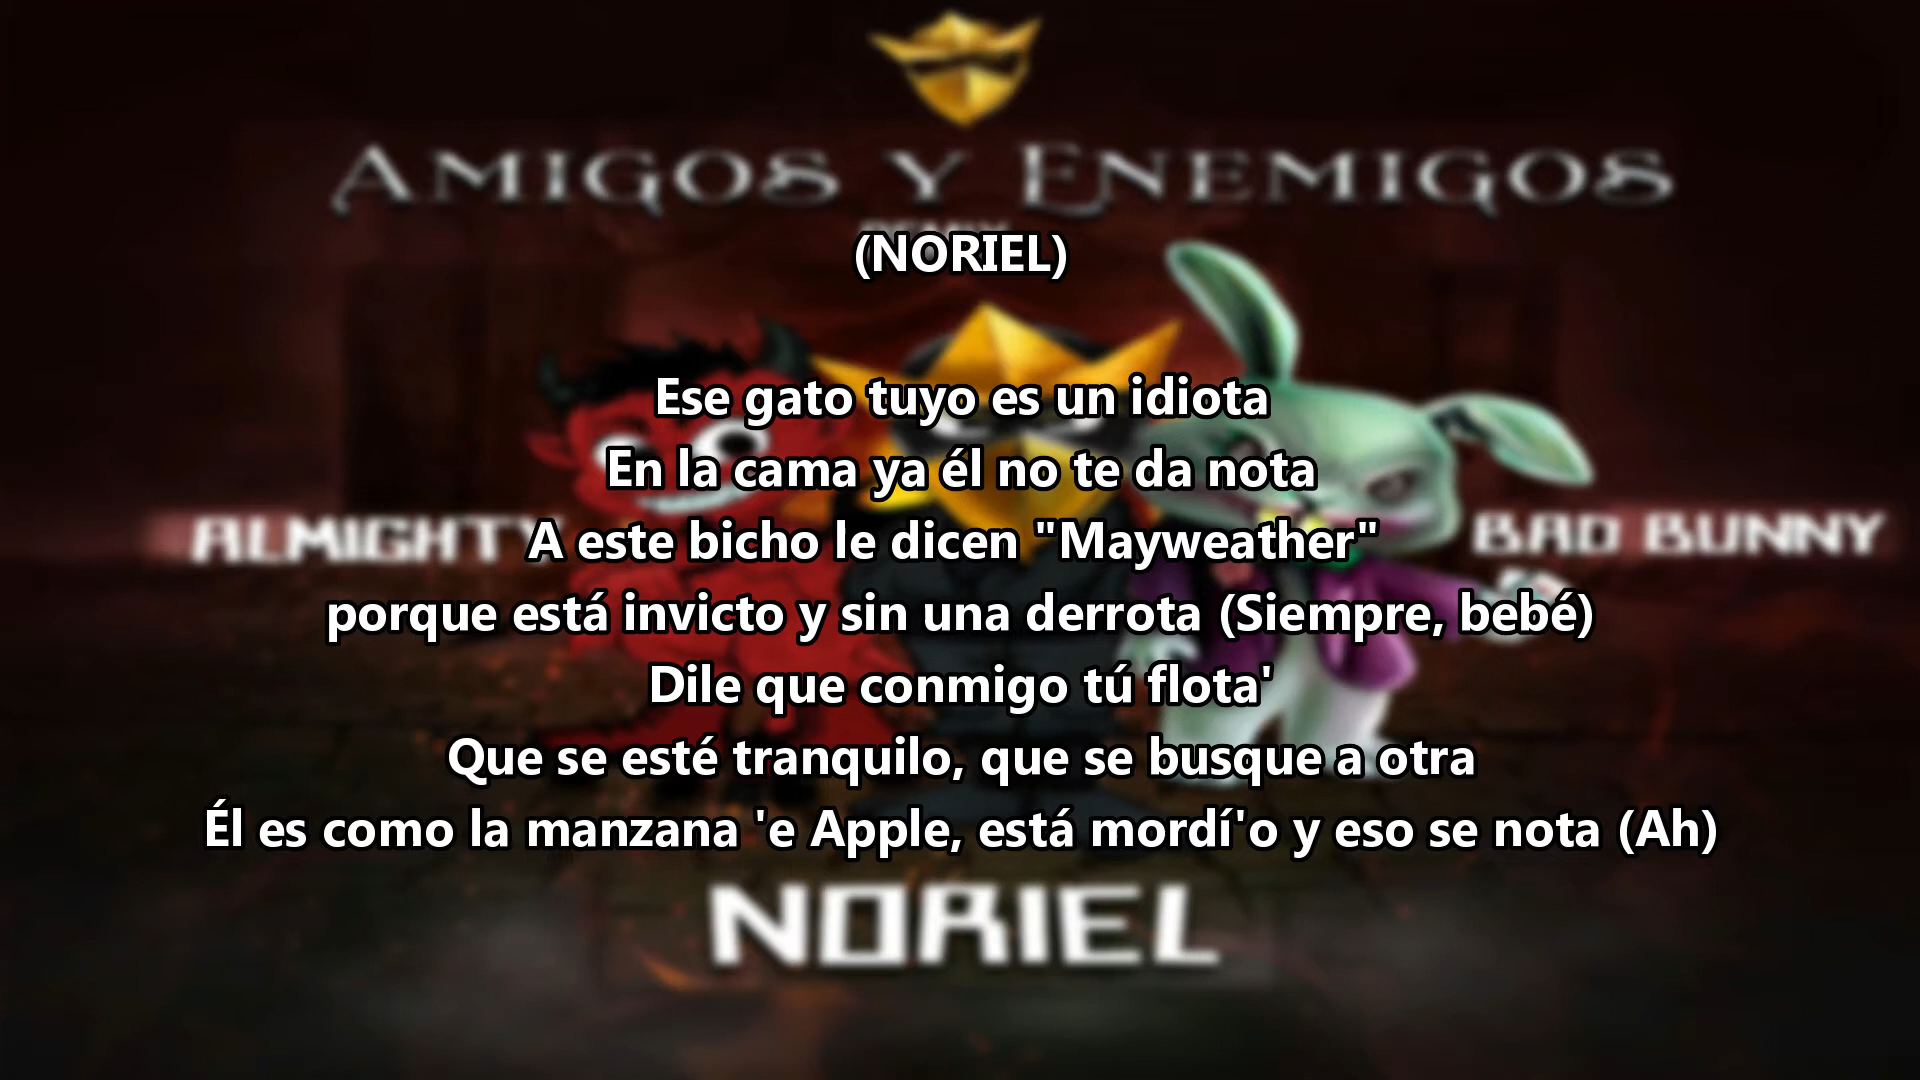 AMIGOS Y ENEMIGOS
(NORIEL)
Ese gato tuyo es un idiota
En la cama ya él no te da nota
ALMIGHTY
BAD BUNNY
A este bicho le dicen "Mayweather"
porque está invicto y sin una derrota (Siempre, bebé)
Dile que conmigo tú flota'
Que se esté tranquilo, que se busque a otra
Él es como la manzana 'e Apple, está mordí'o y eso se nota (Ah)
NORIEL